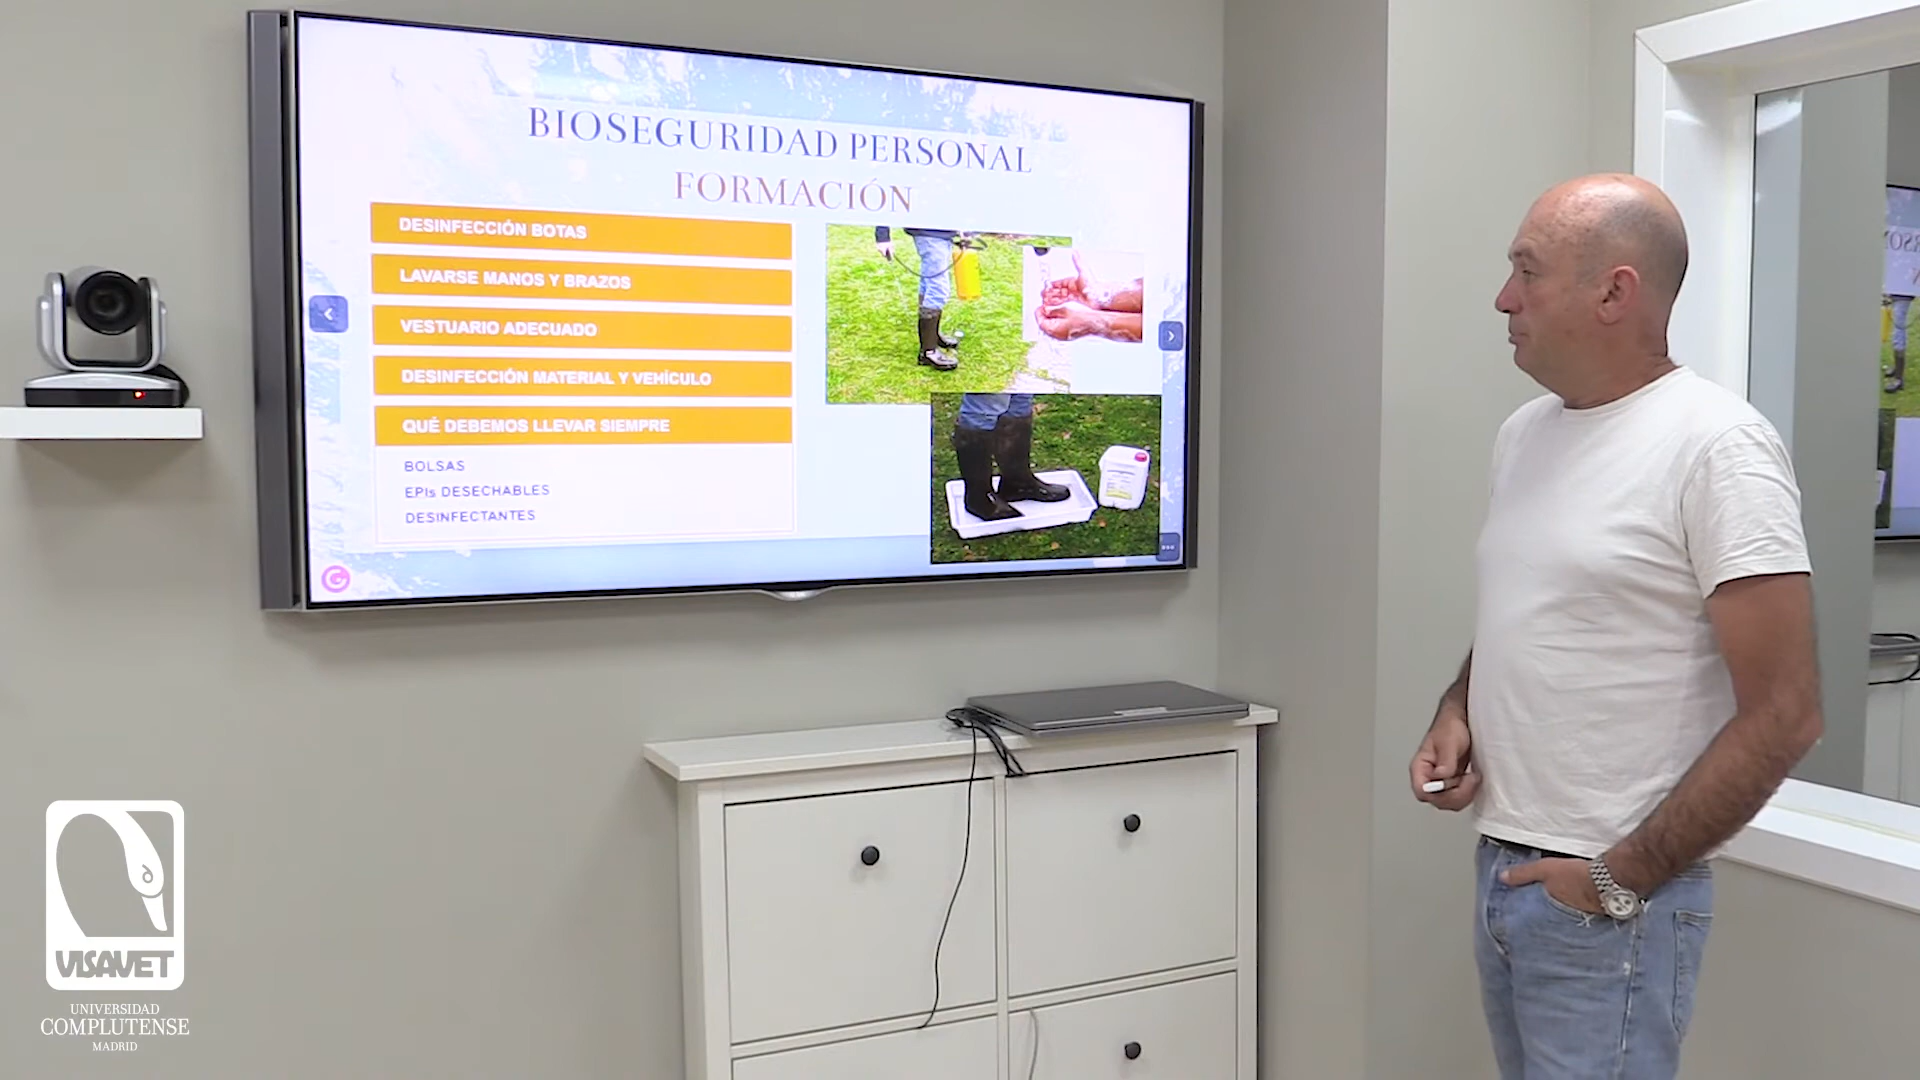 BIOSEGURIDAD PERSONAL
FORMACIÓN
DESINFECCIÓN BOTAS
LAVARSE MANOS Y BRAZOS
VESTUARIO ADECUADO
DESINFECCIÓN MATERIAL Y VEHÍCULO
QUÉ DEBEMOS LLEVAR SIEMPRE
BOLSAS
EPIs DESECHABLES
DESINFECTANTES
VISAVET
UNIVERSIDAD
COMPLUTENSE
MADRID